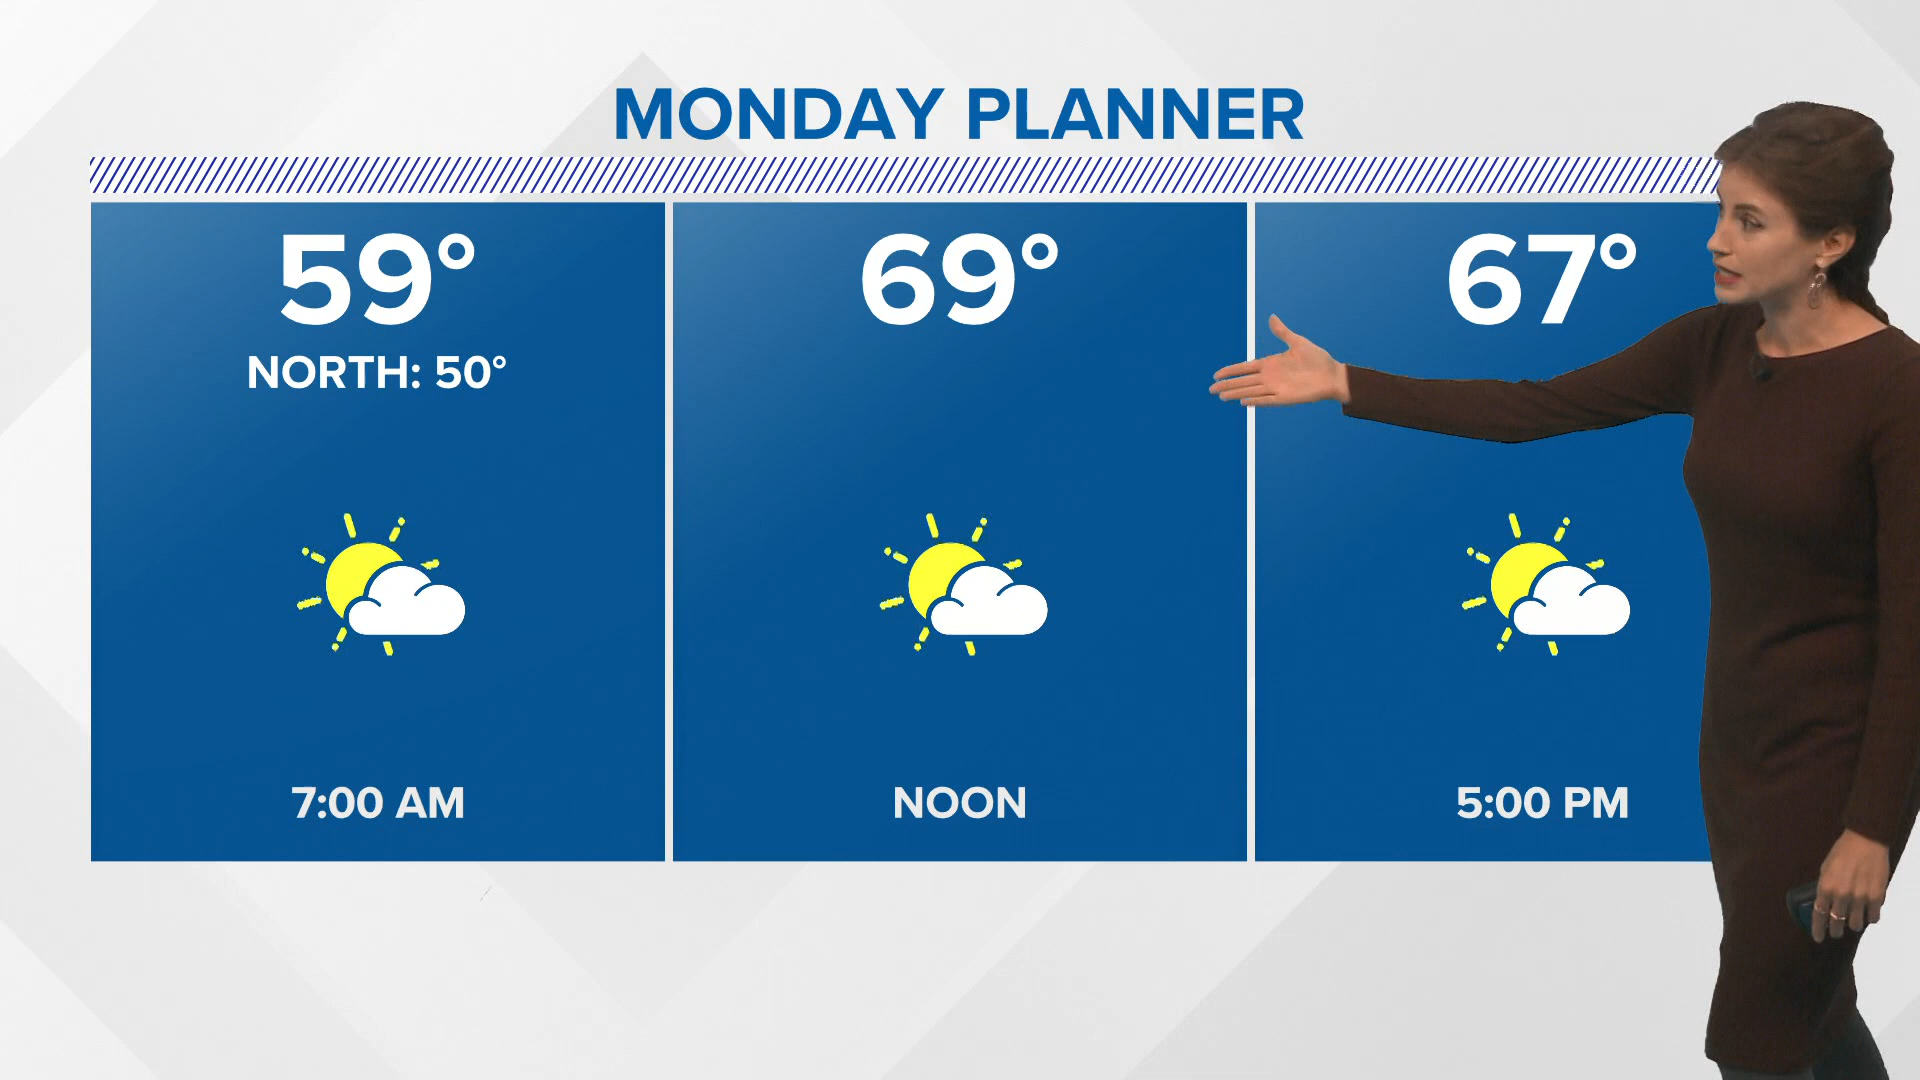 MONDAY PLANNER
59°
NORTH: 50°
7:00 AM
69°
NOON
67°
5:00 PM